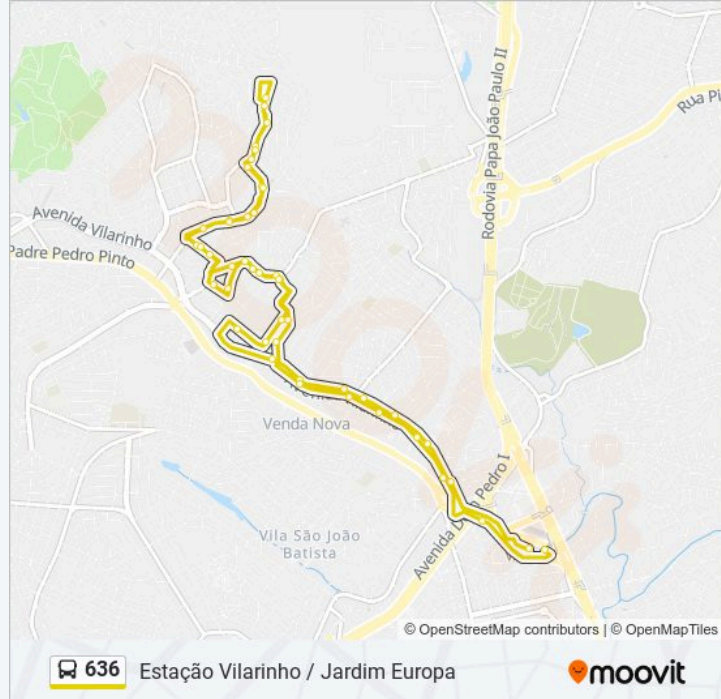 Rodovia Papa João Paulo II
Rua Pi
Avenida Vilarinho
Padre Pedro Pinto
Venda Nova
Avenida D
Pedro I
Vila São João
Batista
© OpenStreetMap contributors | © OpenMapTiles
636 Estação Vilarinho / Jardim Europa
moovit